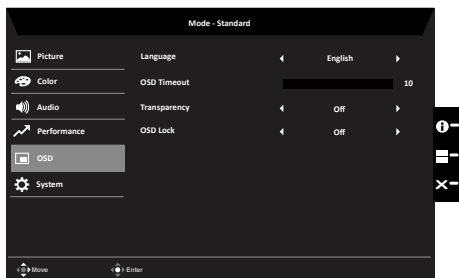 Mode - Standard
Picture
Language English
Color
OSD Timeout 10
Audio
Transparency Off
Performance
OSD Lock Off
OSD
System
Move Enter